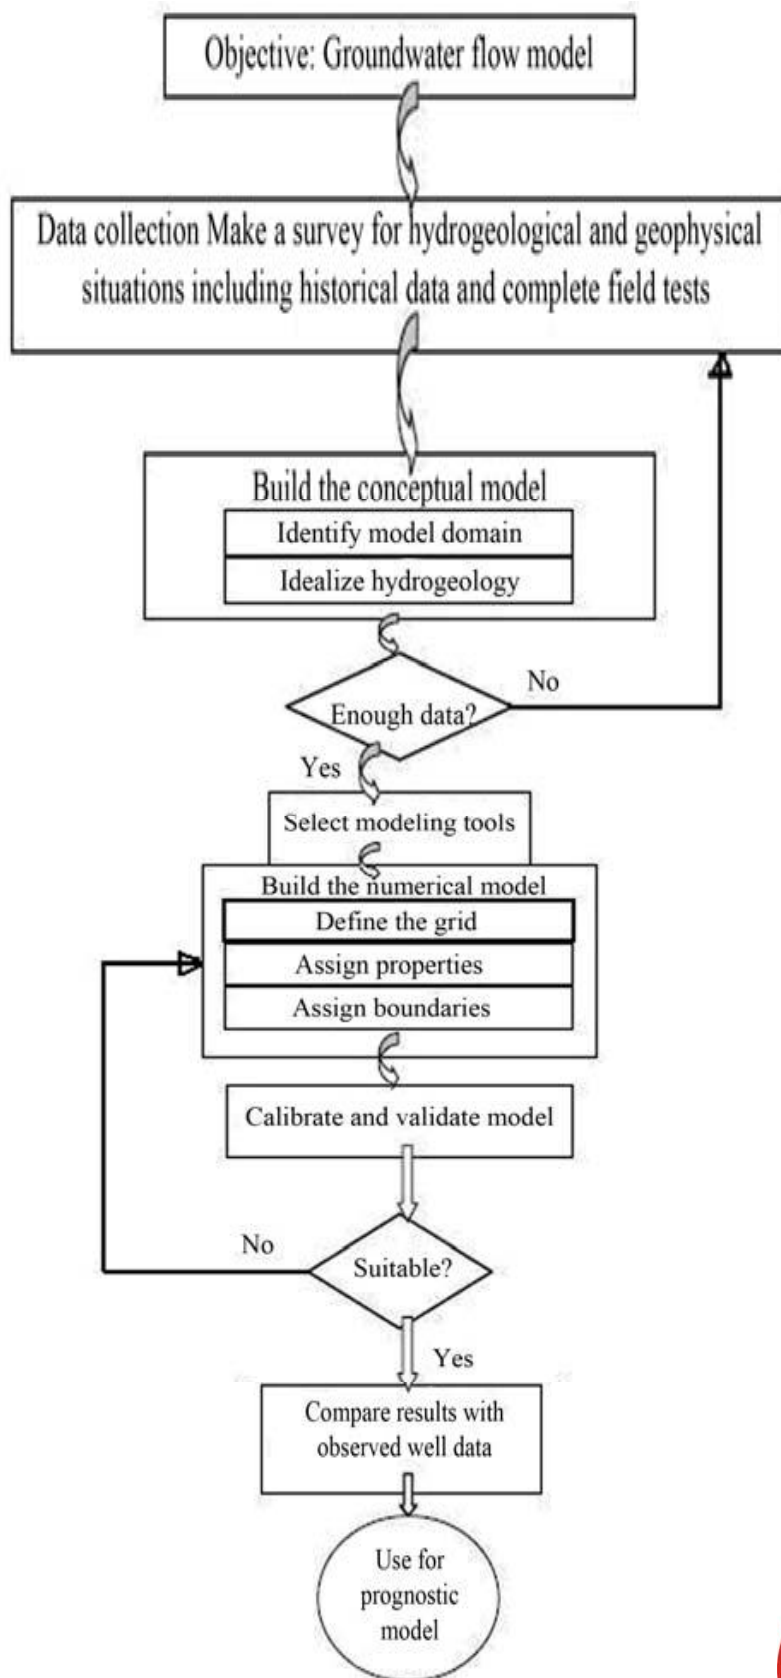 Objective: Groundwater flow model
Data collection Make a survey for hydrogeological and geophysical
situations including historical data and complete field tests
Build the conceptual model
Identify model domain
Idealize hydrogeology
Enough data?
No
Yes
Select modeling tools
Build the numerical model
Define the grid
Assign properties
Assign boundaries
Calibrate and validate model
No
Suitable?
Yes
Compare results with
observed well data
Use for
prognostic
model